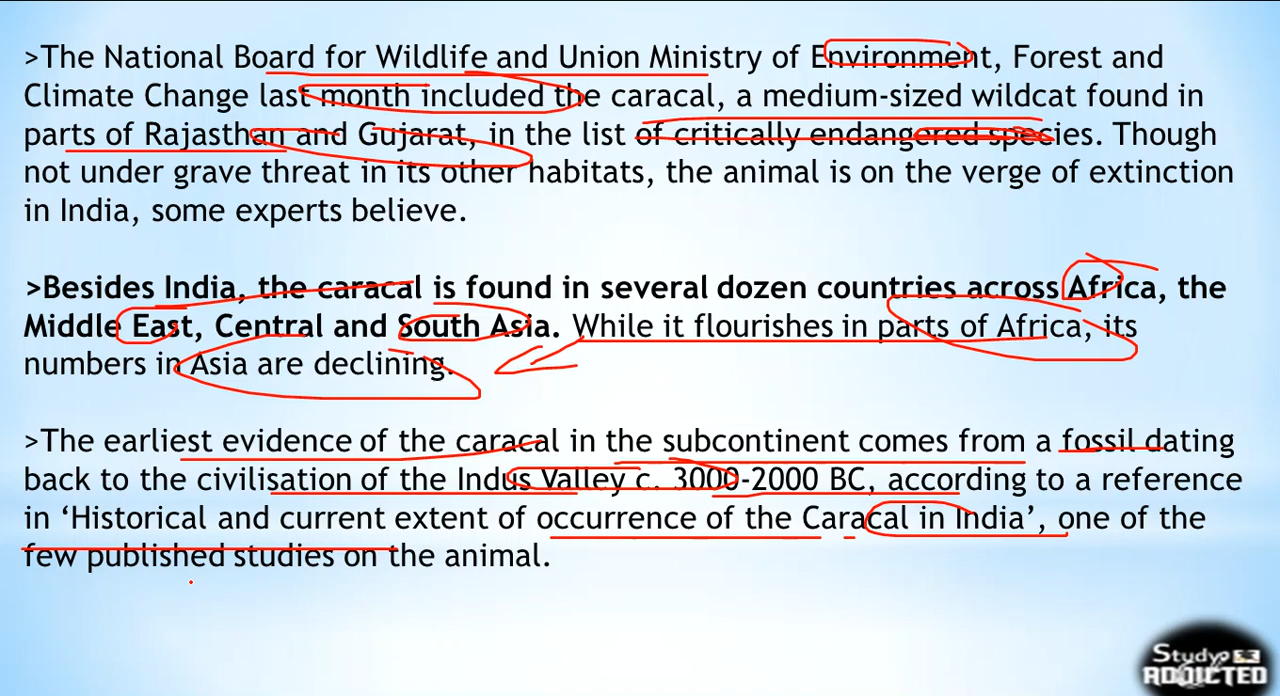 >The National Board for Wildlife and Union Ministry of Environment, Forest and
Climate Change last month included the caracal, a medium-sized wildcat found in
parts of Rajasthan and Gujarat, in the list of critically endangered species. Though
not under grave threat in its other habitats, the animal is on the verge of extinction
in India, some experts believe.
>Besides India, the caracal is found in several dozen countries across Africa, the
Middle East, Central and South Asia. While it flourishes in parts of Africa, its
numbers in Asia are declining.
>The earliest evidence of the caracal in the subcontinent comes from a fossil dating
back to the civilisation of the Indus Valley c. 3000-2000 BC, according to a reference
in ‘Historical and current extent of occurrence of the Caracal in India’, one of the
few published studies on the animal.
Study
ADDICTED